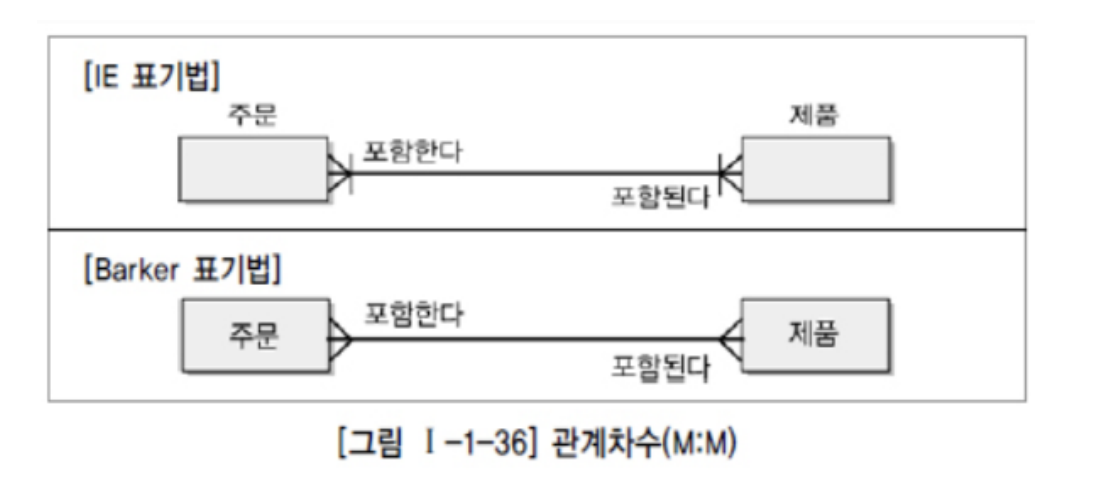 [IE 표기법]
주문
제품
포함한다
포함된다
[Barker 표기법]
주문
포함한다
제품
포함된다
[그림 Ⅰ-1-36] 관계차수(M:M)